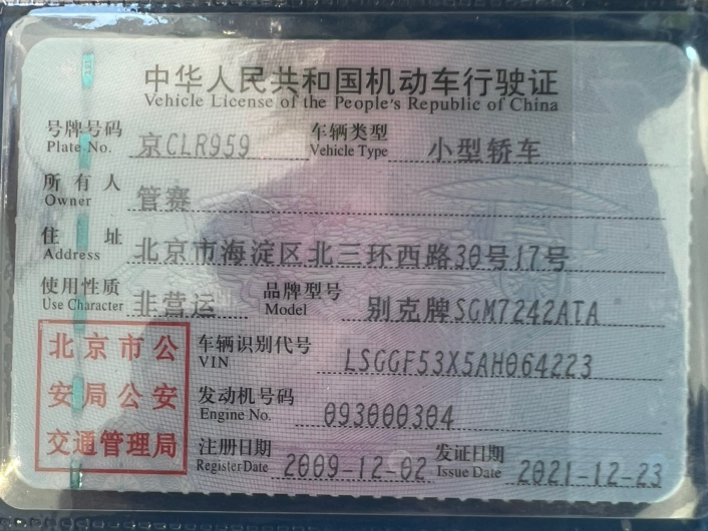 中华人民共和国机动车行驶证
Vehicle License of the People's Republic of China
号牌号码 京CLR959 车辆类型 小型轿车
Plate No. Vehicle Type
所有人 管赛
Owner
住址 北京市海淀区北三环西路30号17号
Address
使用性质 非营运 品牌型号 别克牌SGM7242ATA
Use Character Model
北京市公
安局公安
交通管理局
车辆识别代号 LSGGF53X5AH064223
VIN
发动机号码 093000304
Engine No.
注册日期 2009-12-02 发证日期 2021-12-23
Register Date Issue Date